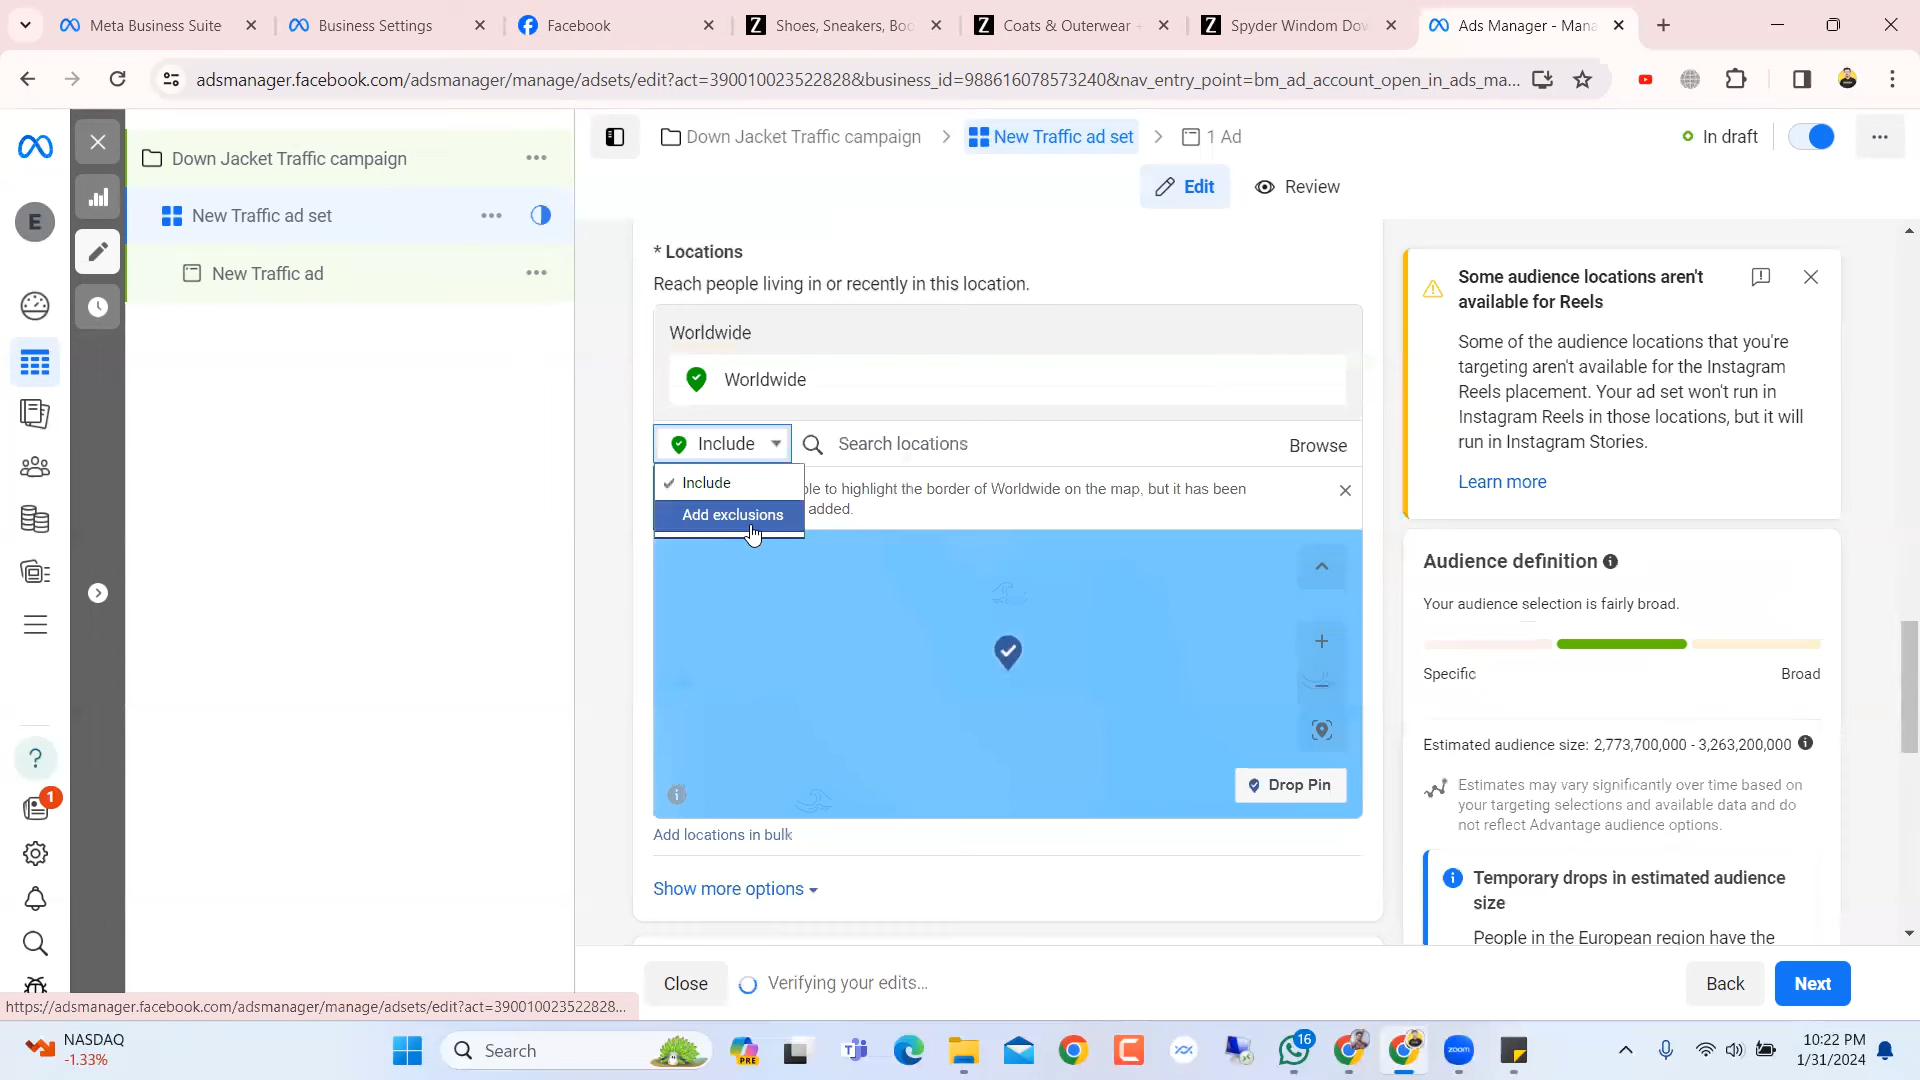 Meta Business Suite
Business Settings
Facebook
Shoes, Sneakers, Boo
Coats & Outerwear +
Spyder Windom Dov
Ads Manager - Mana
adsmanager.facebook.com/adsmanager/manage/adsets/edit?act=390010023522828&business_id=988616078573240&nav_entry_point=bm_ad_account_open_in_ads_ma...
Down Jacket Traffic campaign
New Traffic ad set
New Traffic ad
E
Down Jacket Traffic campaign
New Traffic ad set
1 Ad
In draft
Edit
Review
* Locations
Reach people living in or recently in this location.
Worldwide
Worldwide
Include
Search locations
Browse
Include
Add exclusions
ble to highlight the border of Worldwide on the map, but it has been
added.
Drop Pin
Add locations in bulk
Show more options
Some audience locations aren't
available for Reels
Some of the audience locations that you're
targeting aren't available for the Instagram
Reels placement. Your ad set won't run in
Instagram Reels in those locations, but it will
run in Instagram Stories.
Learn more
Audience definition
Your audience selection is fairly broad.
Specific
Broad
Estimated audience size: 2,773,700,000 - 3,263,200,000
Estimates may vary significantly over time based on
your targeting selections and available data and do
not reflect Advantage audience options.
Temporary drops in estimated audience
size
People in the European region have the
?
1
Close
Verifying your edits...
Back
Next
https://adsmanager.facebook.com/adsmanager/manage/adsets/edit?act=390010023522828...
NASDAQ
-1.33%
Search
PRE
16
zoom
10:22 PM
1/31/2024